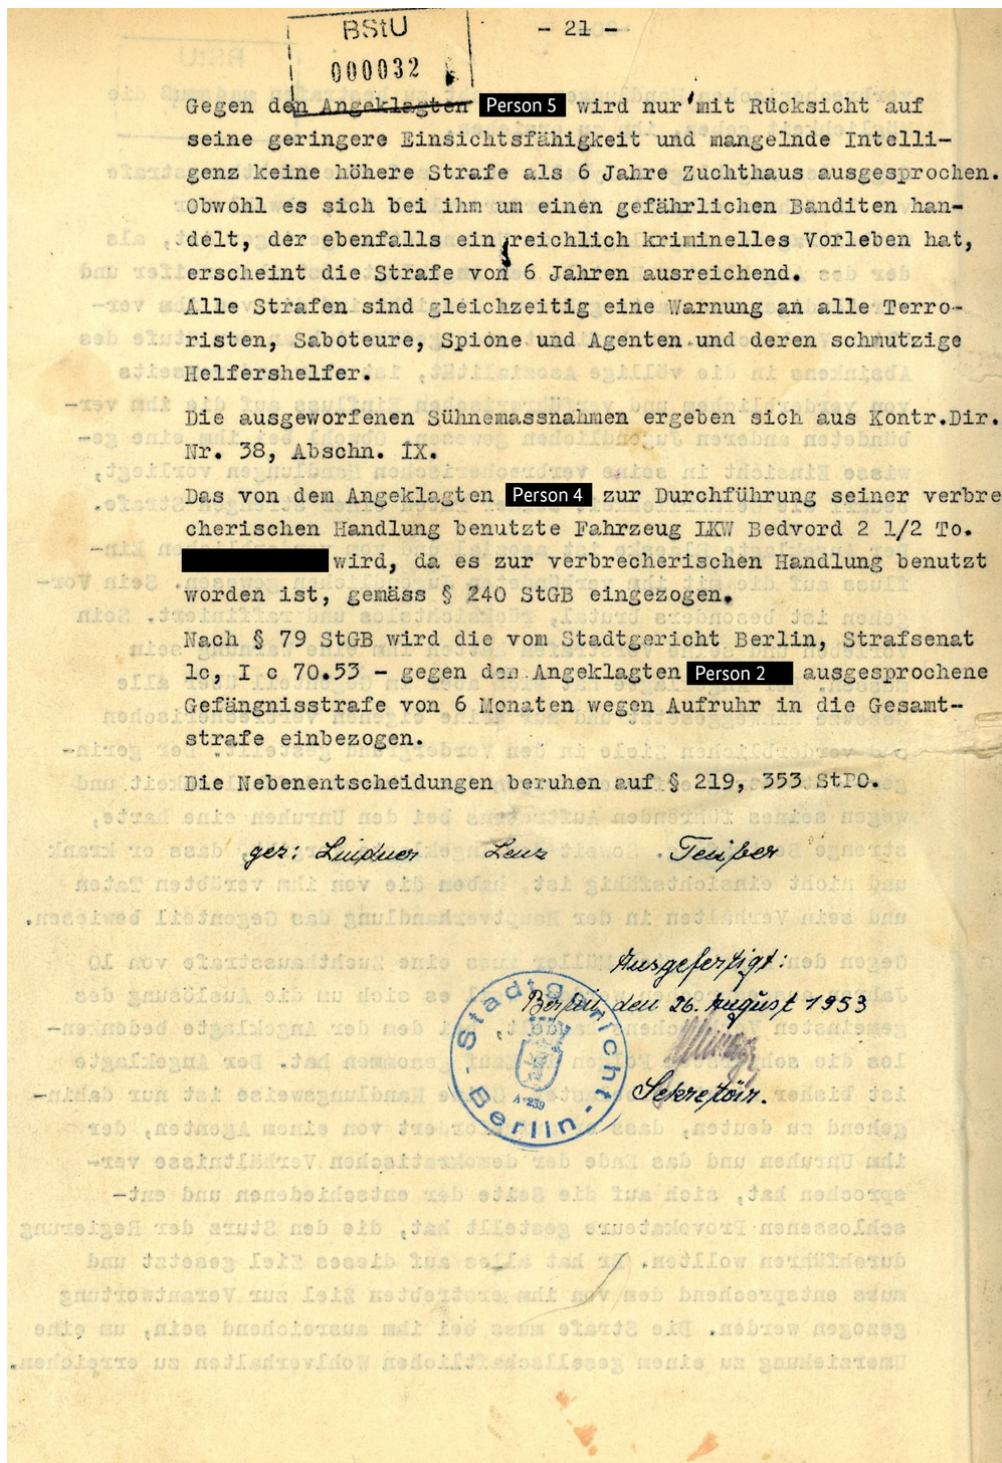 BStU
000032
- 21 -
Gegen den Angeklagten Person 5 wird nur mit Rücksicht auf
seine geringere Einsichtsfähigkeit und mangelnde Intelli-
genz keine höhere Strafe als 6 Jahre Zuchthaus ausgesprochen.
Obwohl es sich bei ihm um einen gefährlichen Banditen han-
delt, der ebenfalls ein reichlich kriminelles Vorleben hat,
erscheint die Strafe von 6 Jahren ausreichend.
Alle Strafen sind gleichzeitig eine Warnung an alle Terro-
risten, Saboteure, Spione und Agenten und deren schmutzige
Helfershelfer.
Die ausgeworfenen Sühnemassnahmen ergeben sich aus Kontr.Dir.
Nr. 38, Abschn. IX.
Das von dem Angeklagten Person 4 zur Durchführung seiner verbre
cherischen Handlung benutzte Fahrzeug LKW Bedvord 2 1/2 To.
wird, da es zur verbrecherischen Handlung benutzt
worden ist, gemäss § 240 StGB eingezogen.
Nach § 79 StGB wird die vom Stadtgericht Berlin, Strafsenat
1c, I c 70.53 - gegen den Angeklagten Person 2 ausgesprochene
Gefängnisstrafe von 6 Monaten wegen Aufruhr in die Gesamt-
strafe einbezogen.
Die Nebenentscheidungen beruhen auf § 219, 353 StPO.
gez: Lindner Lenz
Ausgefertigt:
Berlin den 26. August 1953
Sekretär.
Stadtgericht
Berlin